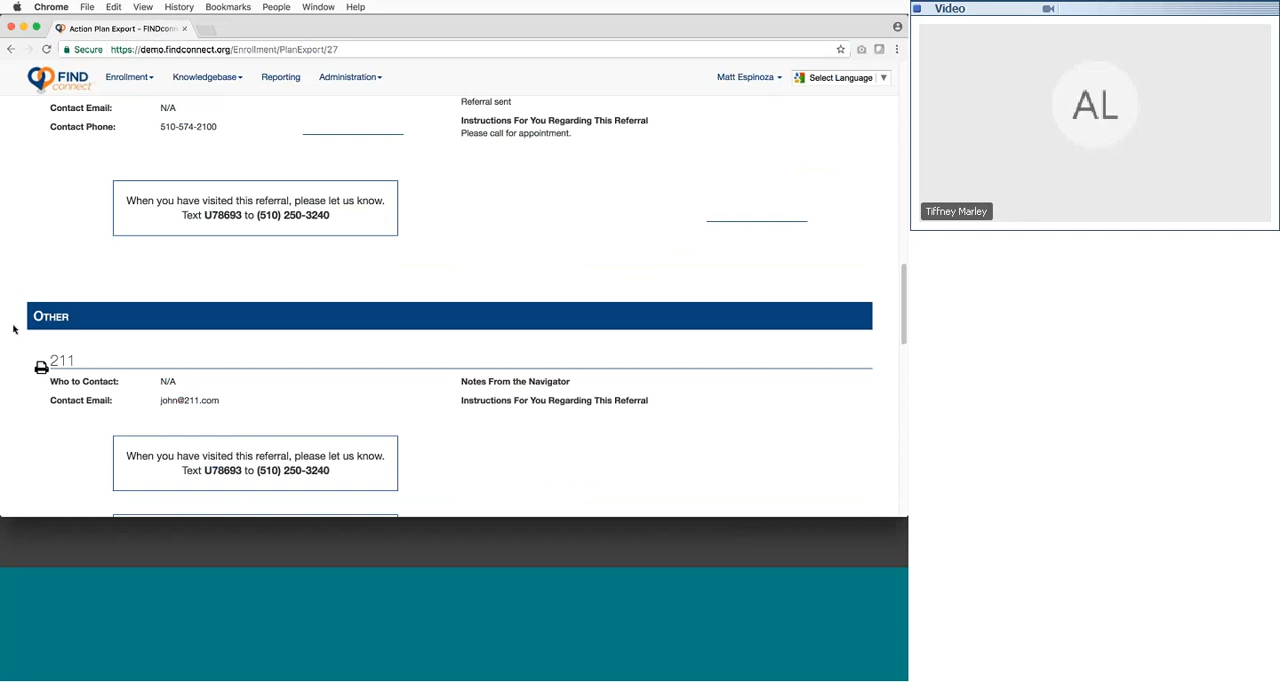 Chrome File Edit View History Bookmarks People Window Help
Video
Action Plan Export - FINDconn
Secure https://demo.findconnect.org/Enrollment/PlanExport/27
FIND connect
Enrollment Knowledgebase Reporting Administration Matt Espinoza Select Language
Contact Email: N/A
Contact Phone: 510-574-2100
Referral sent
Instructions For You Regarding This Referral
Please call for appointment.
When you have visited this referral, please let us know.
Text U78693 to (510) 250-3240
OTHER
211
Who to Contact: N/A
Contact Email: john@211.com
Notes From the Navigator
Instructions For You Regarding This Referral
When you have visited this referral, please let us know.
Text U78693 to (510) 250-3240
AL
Tiffney Marley